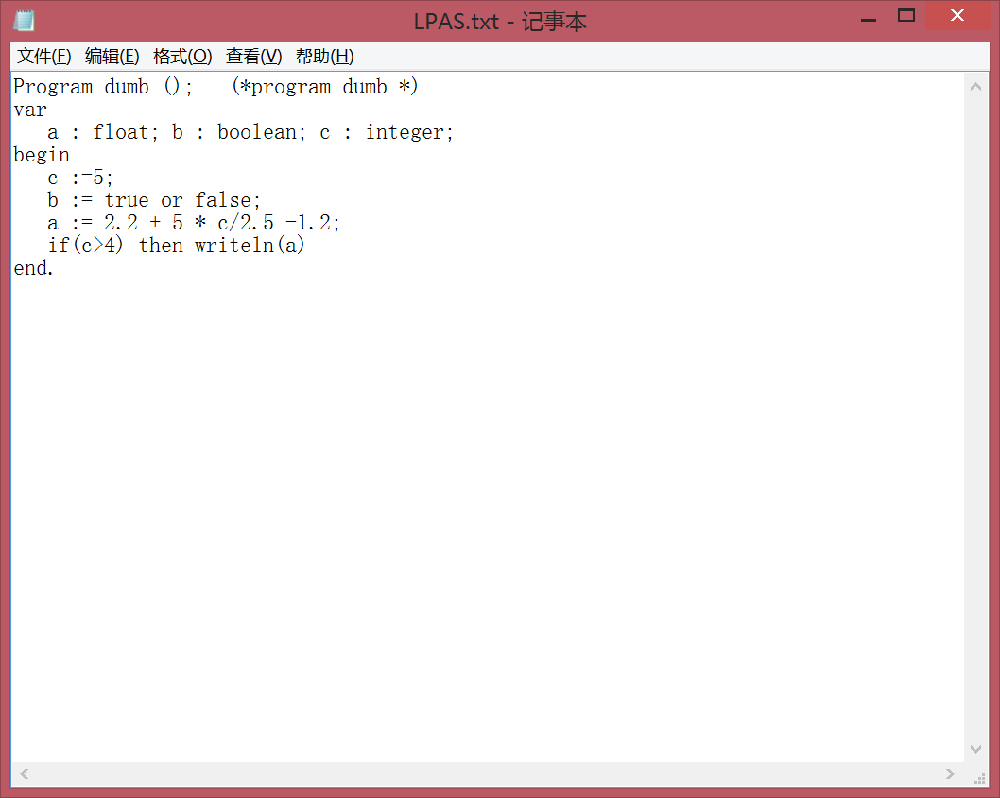 LPAS.txt - 记事本
文件(F) 编辑(E) 格式(O) 查看(V) 帮助(H)
Program dumb ();   (*program dumb *)
var
   a : float; b : boolean; c : integer;
begin
   c :=5;
   b := true or false;
   a := 2.2 + 5 * c/2.5 -1.2;
   if(c>4) then writeln(a)
end.